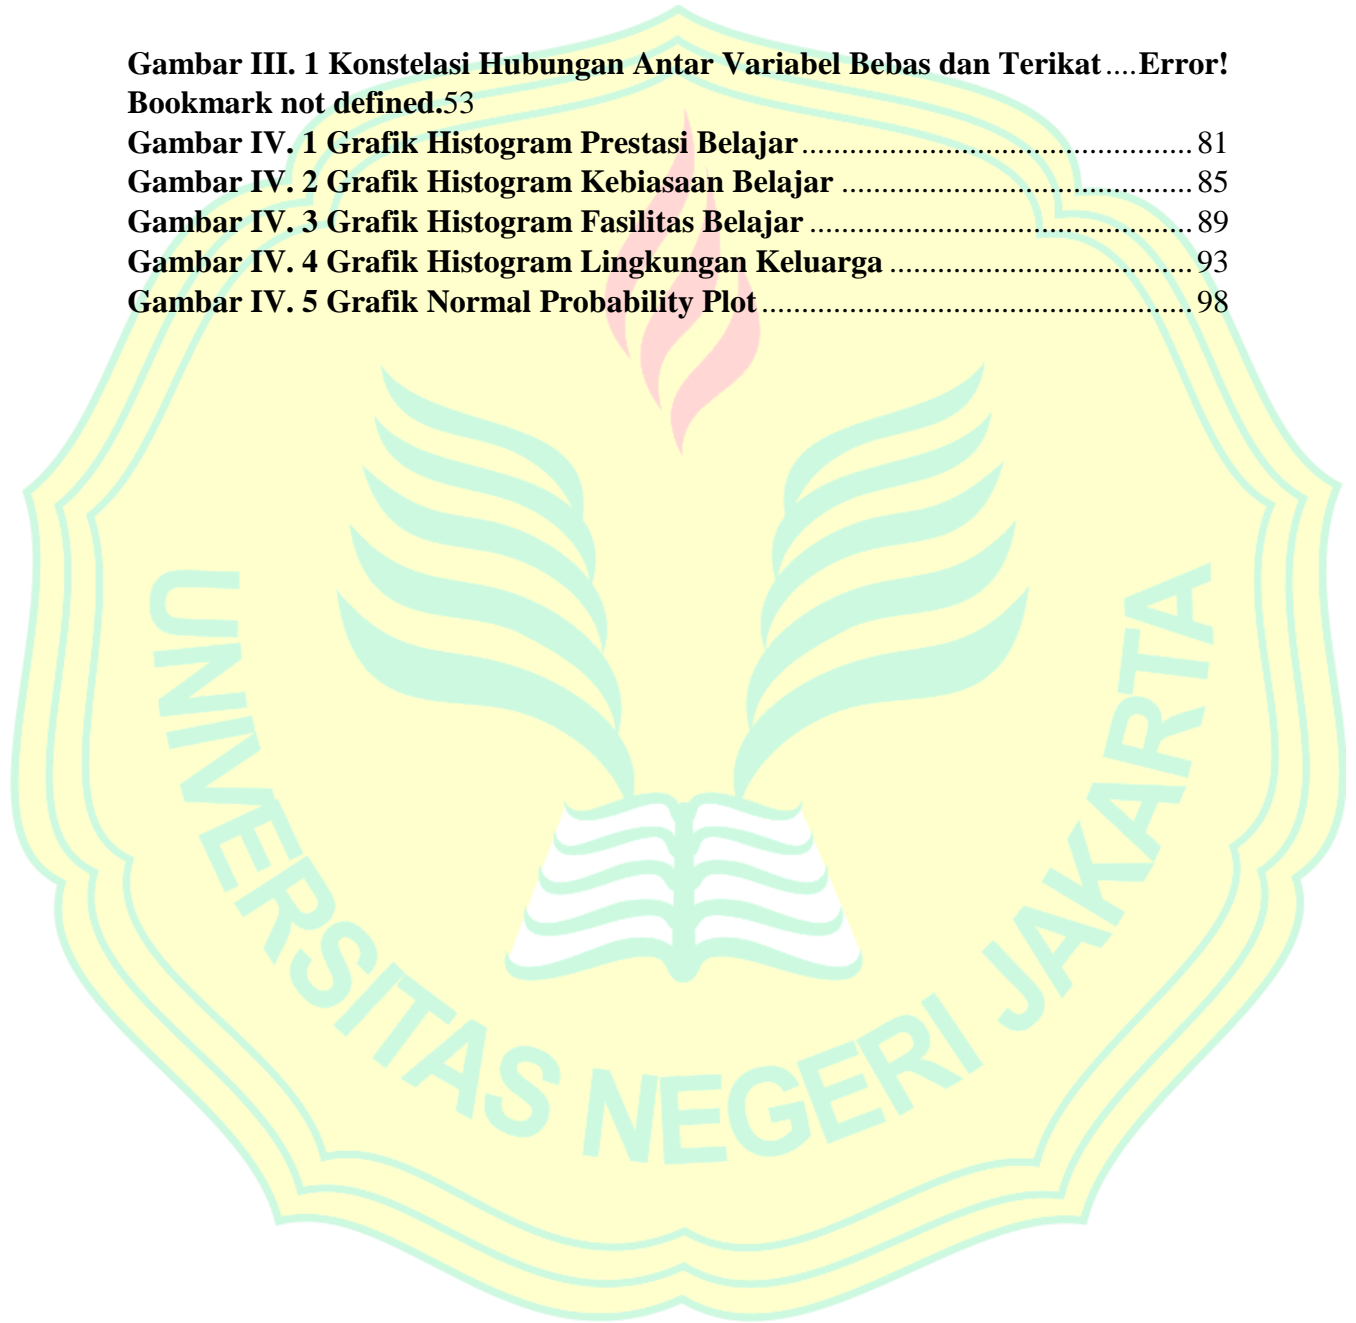 Gambar III. 1 Konstelasi Hubungan Antar Variabel Bebas dan Terikat....Error!
Bookmark not defined.53
Gambar IV. 1 Grafik Histogram Prestasi Belajar................................................. 81
Gambar IV. 2 Grafik Histogram Kebiasaan Belajar ............................................ 85
Gambar IV. 3 Grafik Histogram Fasilitas Belajar ................................................ 89
Gambar IV. 4 Grafik Histogram Lingkungan Keluarga ...................................... 93
Gambar IV. 5 Grafik Normal Probability Plot ...................................................... 98
UNIVERSITAS NEGERI JAKARTA